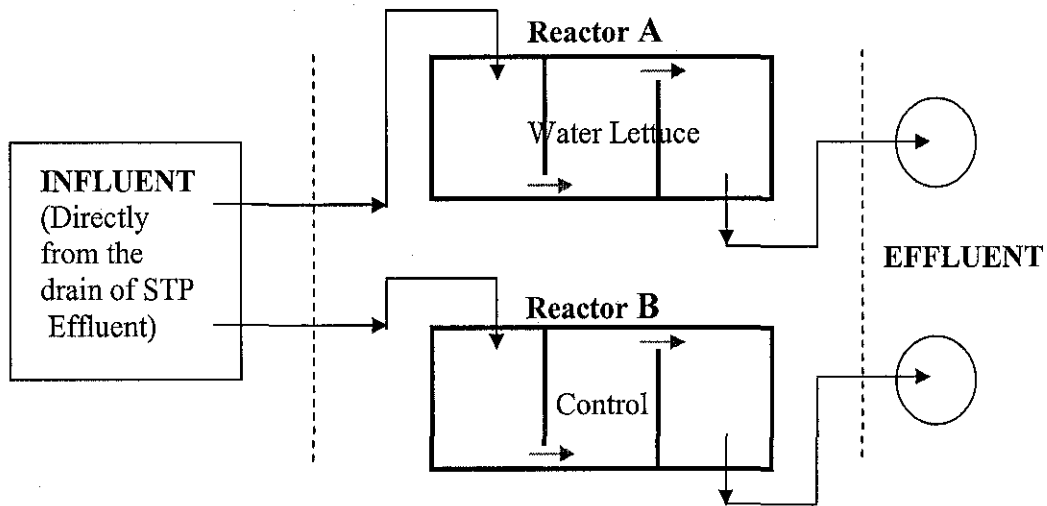 Reactor A
Water Lettuce
INFLUENT
(Directly
from the
drain of STP
Effluent)
EFFLUENT
Reactor B
Control